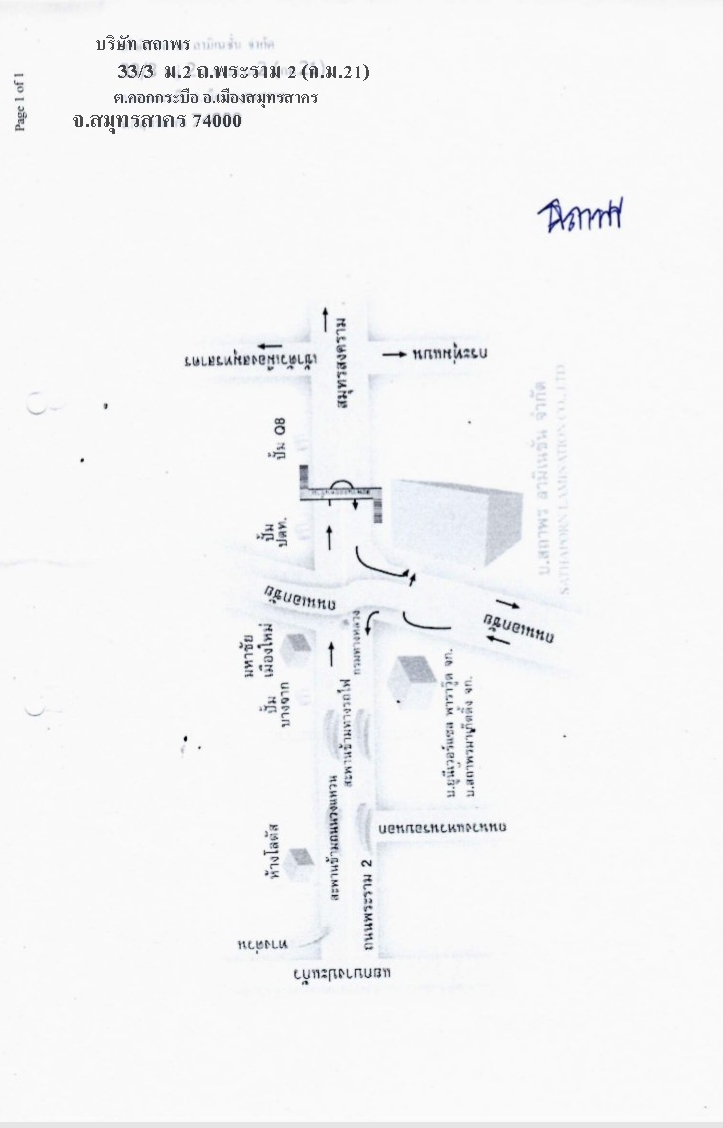 Page 1 of 1
บริษัท สถาพร ลามิเนชั่น จำกัด
33/3 ม.2 ถ.พระราม 2 (ก.ม.21)
ต.คอกกระบือ อ.เมืองสมุทรสาคร
จ.สมุทรสาคร 74000
แยกบางปะแก้ว
ทางด่วน
ห้างโลตัส
ปั้ม
บางจาก
มหาชัย
เมืองใหม่
ถนนเอกชัย
ปั้ม
ปตท.
ปั้ม Q8
เข้าตัวเมืองสมุทรสาคร
สะพานข้ามถนนวงแหวน
สะพานข้ามทางรถไฟ
กรมทางหลวง
ถนนพระราม 2
สมุทรสงคราม
ถนนวงแหวนรอบนอก
กระทุ่มแบน
บ.ยูนีเวอร์แซล พาราวู๊ด จก.
บ.สถาพรมาเก็ตติ้ง จก.
ถนนเอกชัย
บ.สถาพร ลามิเนชั่น จำกัด
SATHAPORN LAMINATION CO., LTD.